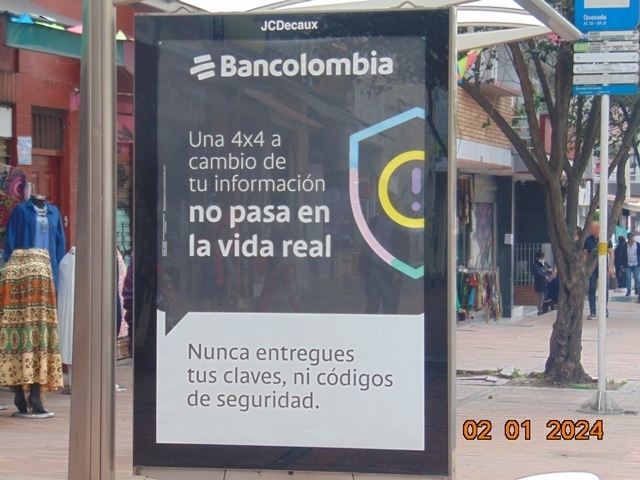 JCDecaux
Bancolombia
Una 4x4 a
cambio de
tu información
no pasa en
la vida real
Nunca entregues
tus claves, ni códigos
de seguridad.
Quesada
02 01 2024